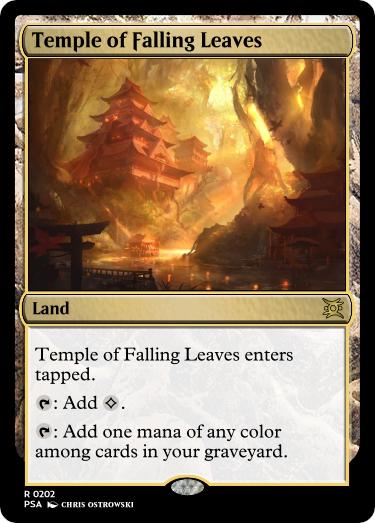 Temple of Falling Leaves
Land
Temple of Falling Leaves enters
tapped.
: Add .
: Add one mana of any color
among cards in your graveyard.
R 0202
PSA CHRIS OSTROWSKI